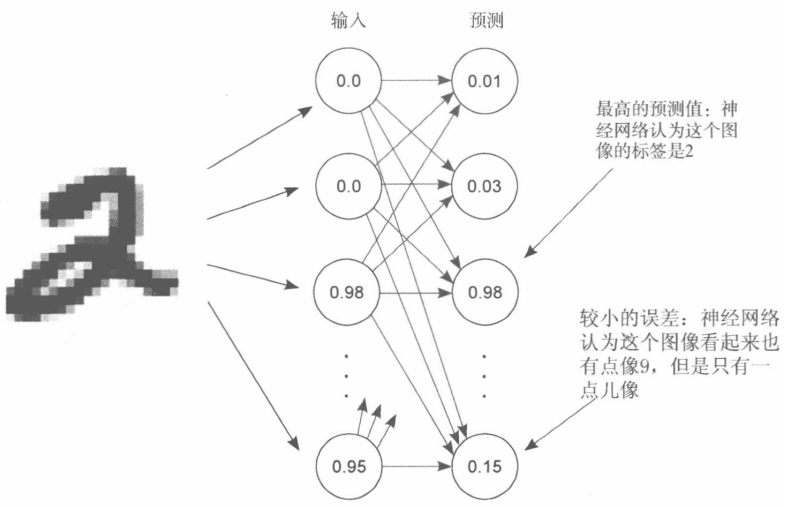 输入
预测
0.0
0.01
最高的预测值：神
经网络认为这个图
像的标签是2
0.0
0.03
0.98
0.98
较小的误差：神经网络
认为这个图像看起来也
有点像9，但是只有一
点儿像
0.95
0.15